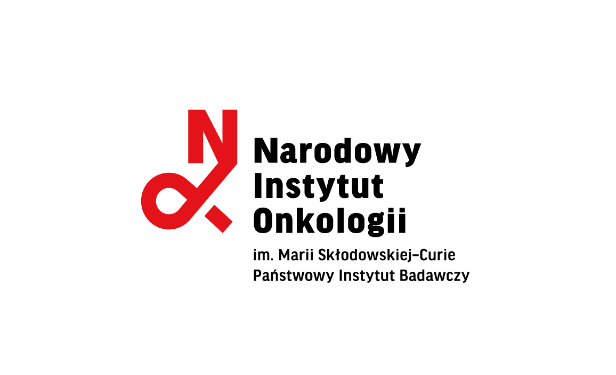 N
Narodowy
Instytut
Onkologii
im. Marii Skłodowskiej-Curie
Państwowy Instytut Badawczy